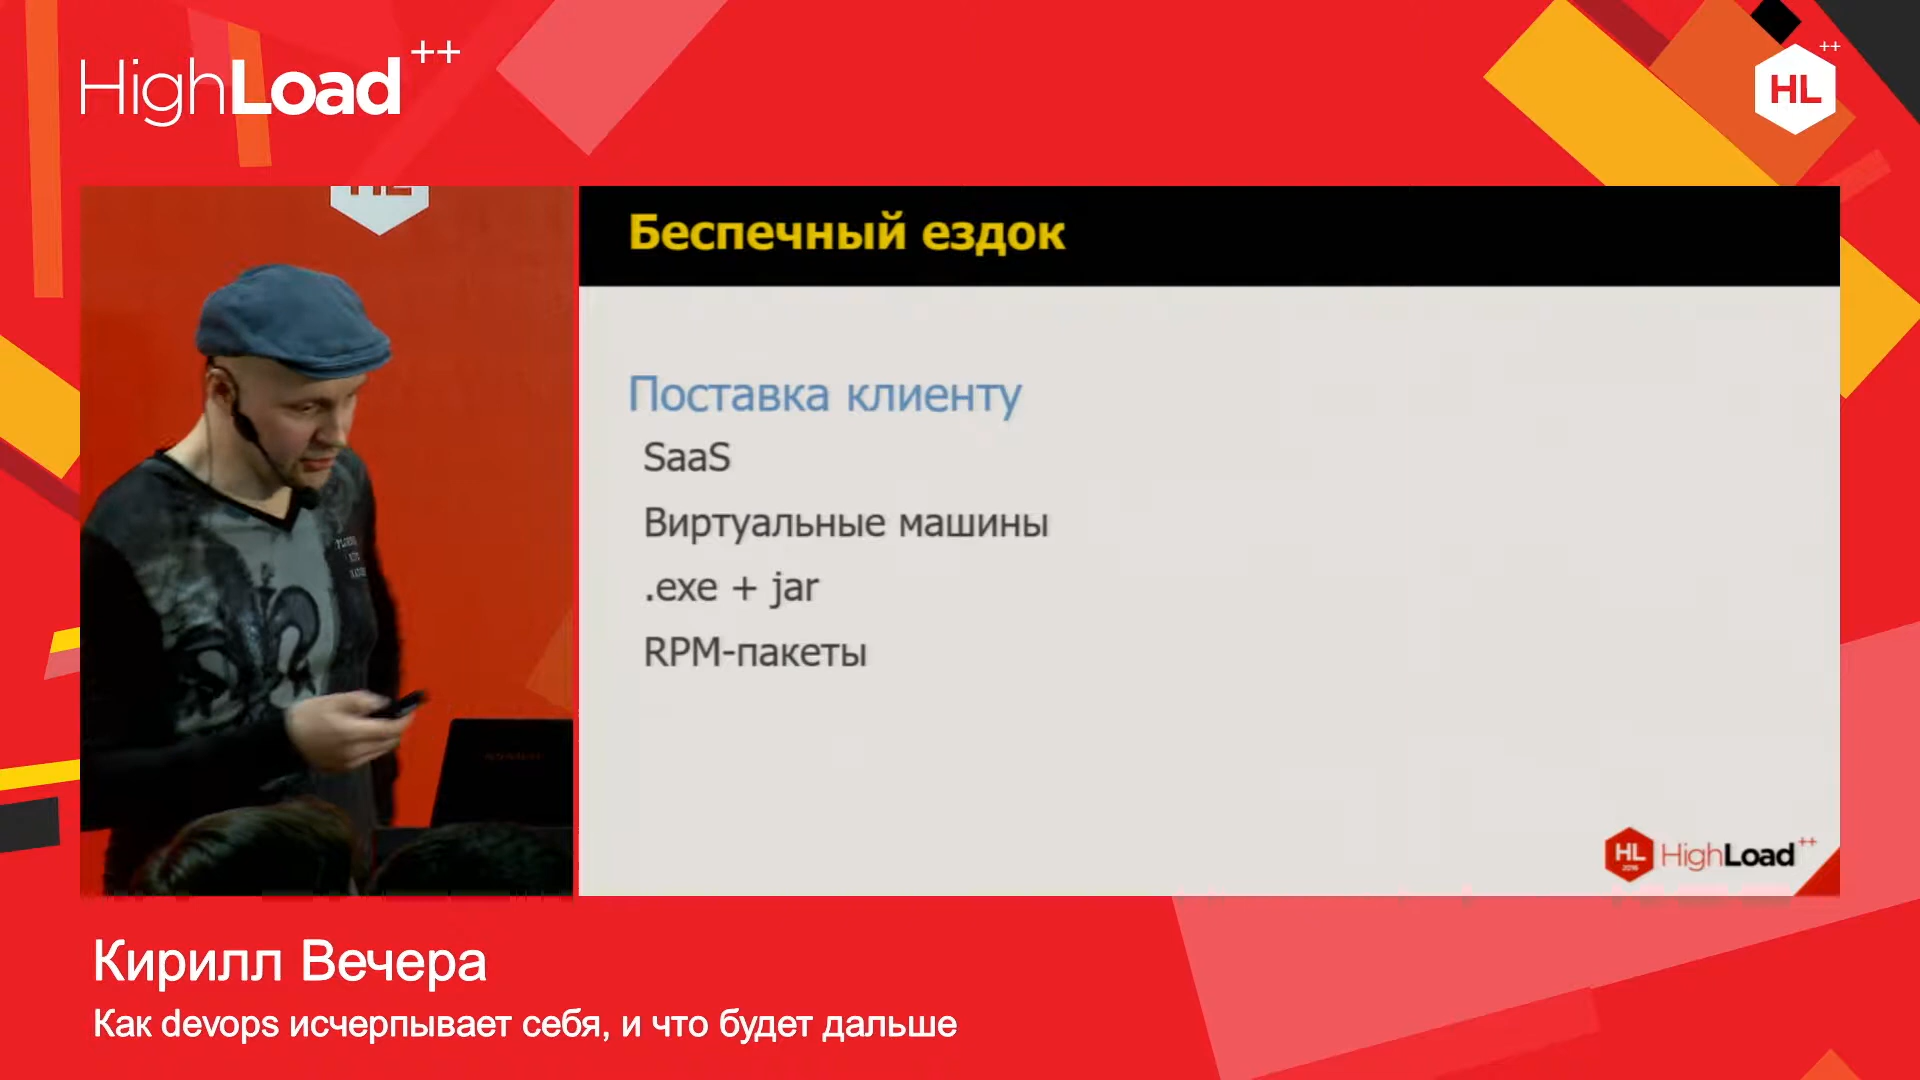 HighLoad++
HL++
Беспечный ездок
Поставка клиенту
SaaS
Виртуальные машины
.exe + jar
RPM-пакеты
HL
HighLoad++
Кирилл Вечера
Как devops исчерпывает себя, и что будет дальше